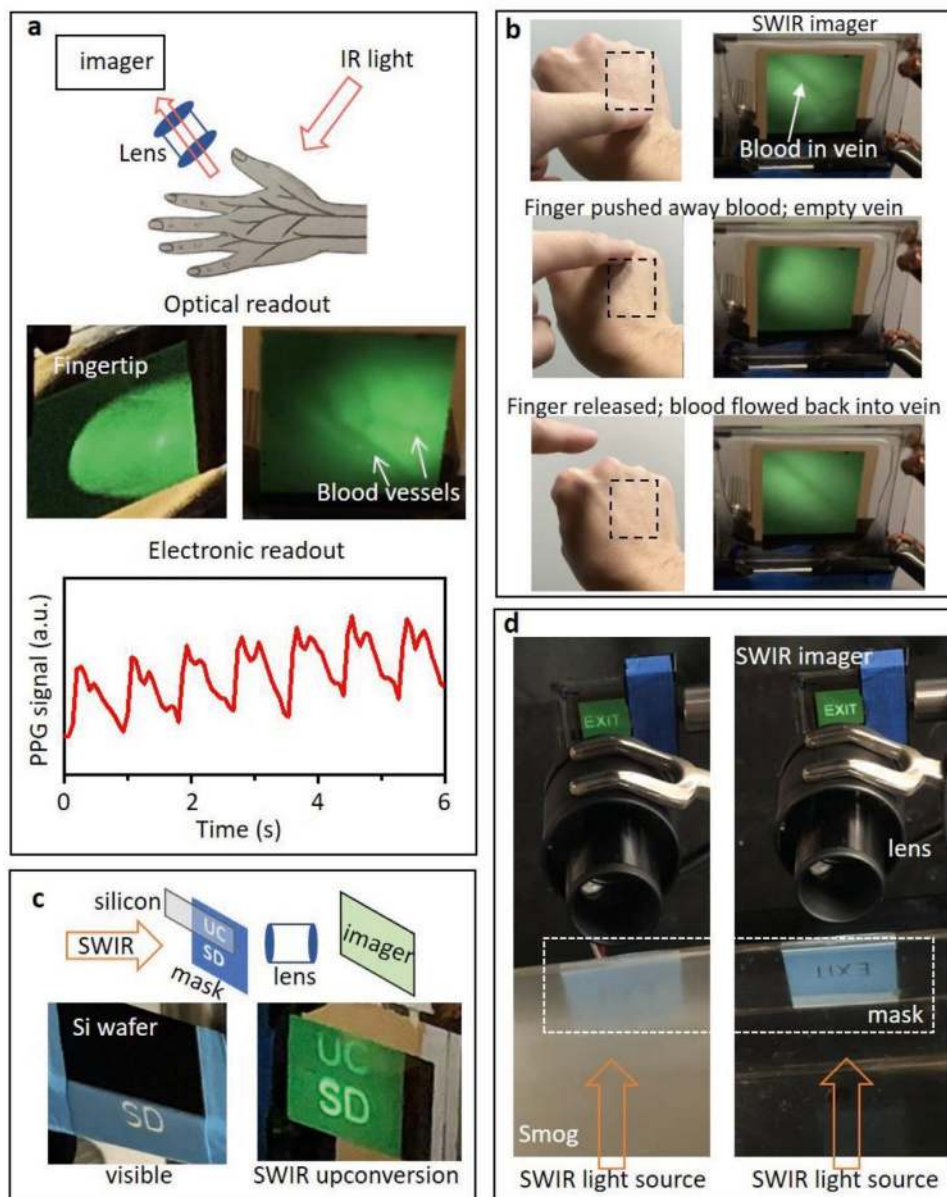 a
imager
IR light
Lens
Optical readout
Fingertip
Blood vessels
Electronic readout
PPG signal (a.u.)
0 2 4 6
Time (s)
b
SWIR imager
Blood in vein
Finger pushed away blood; empty vein
Finger released; blood flowed back into vein
c
silicon
SWIR
UC
SD
mask
lens
imager
Si wafer
SD
visible
UC
SD
SWIR upconversion
d
SWIR imager
EXIT
EXIT
lens
EXIT
mask
Smog
SWIR light source
SWIR light source